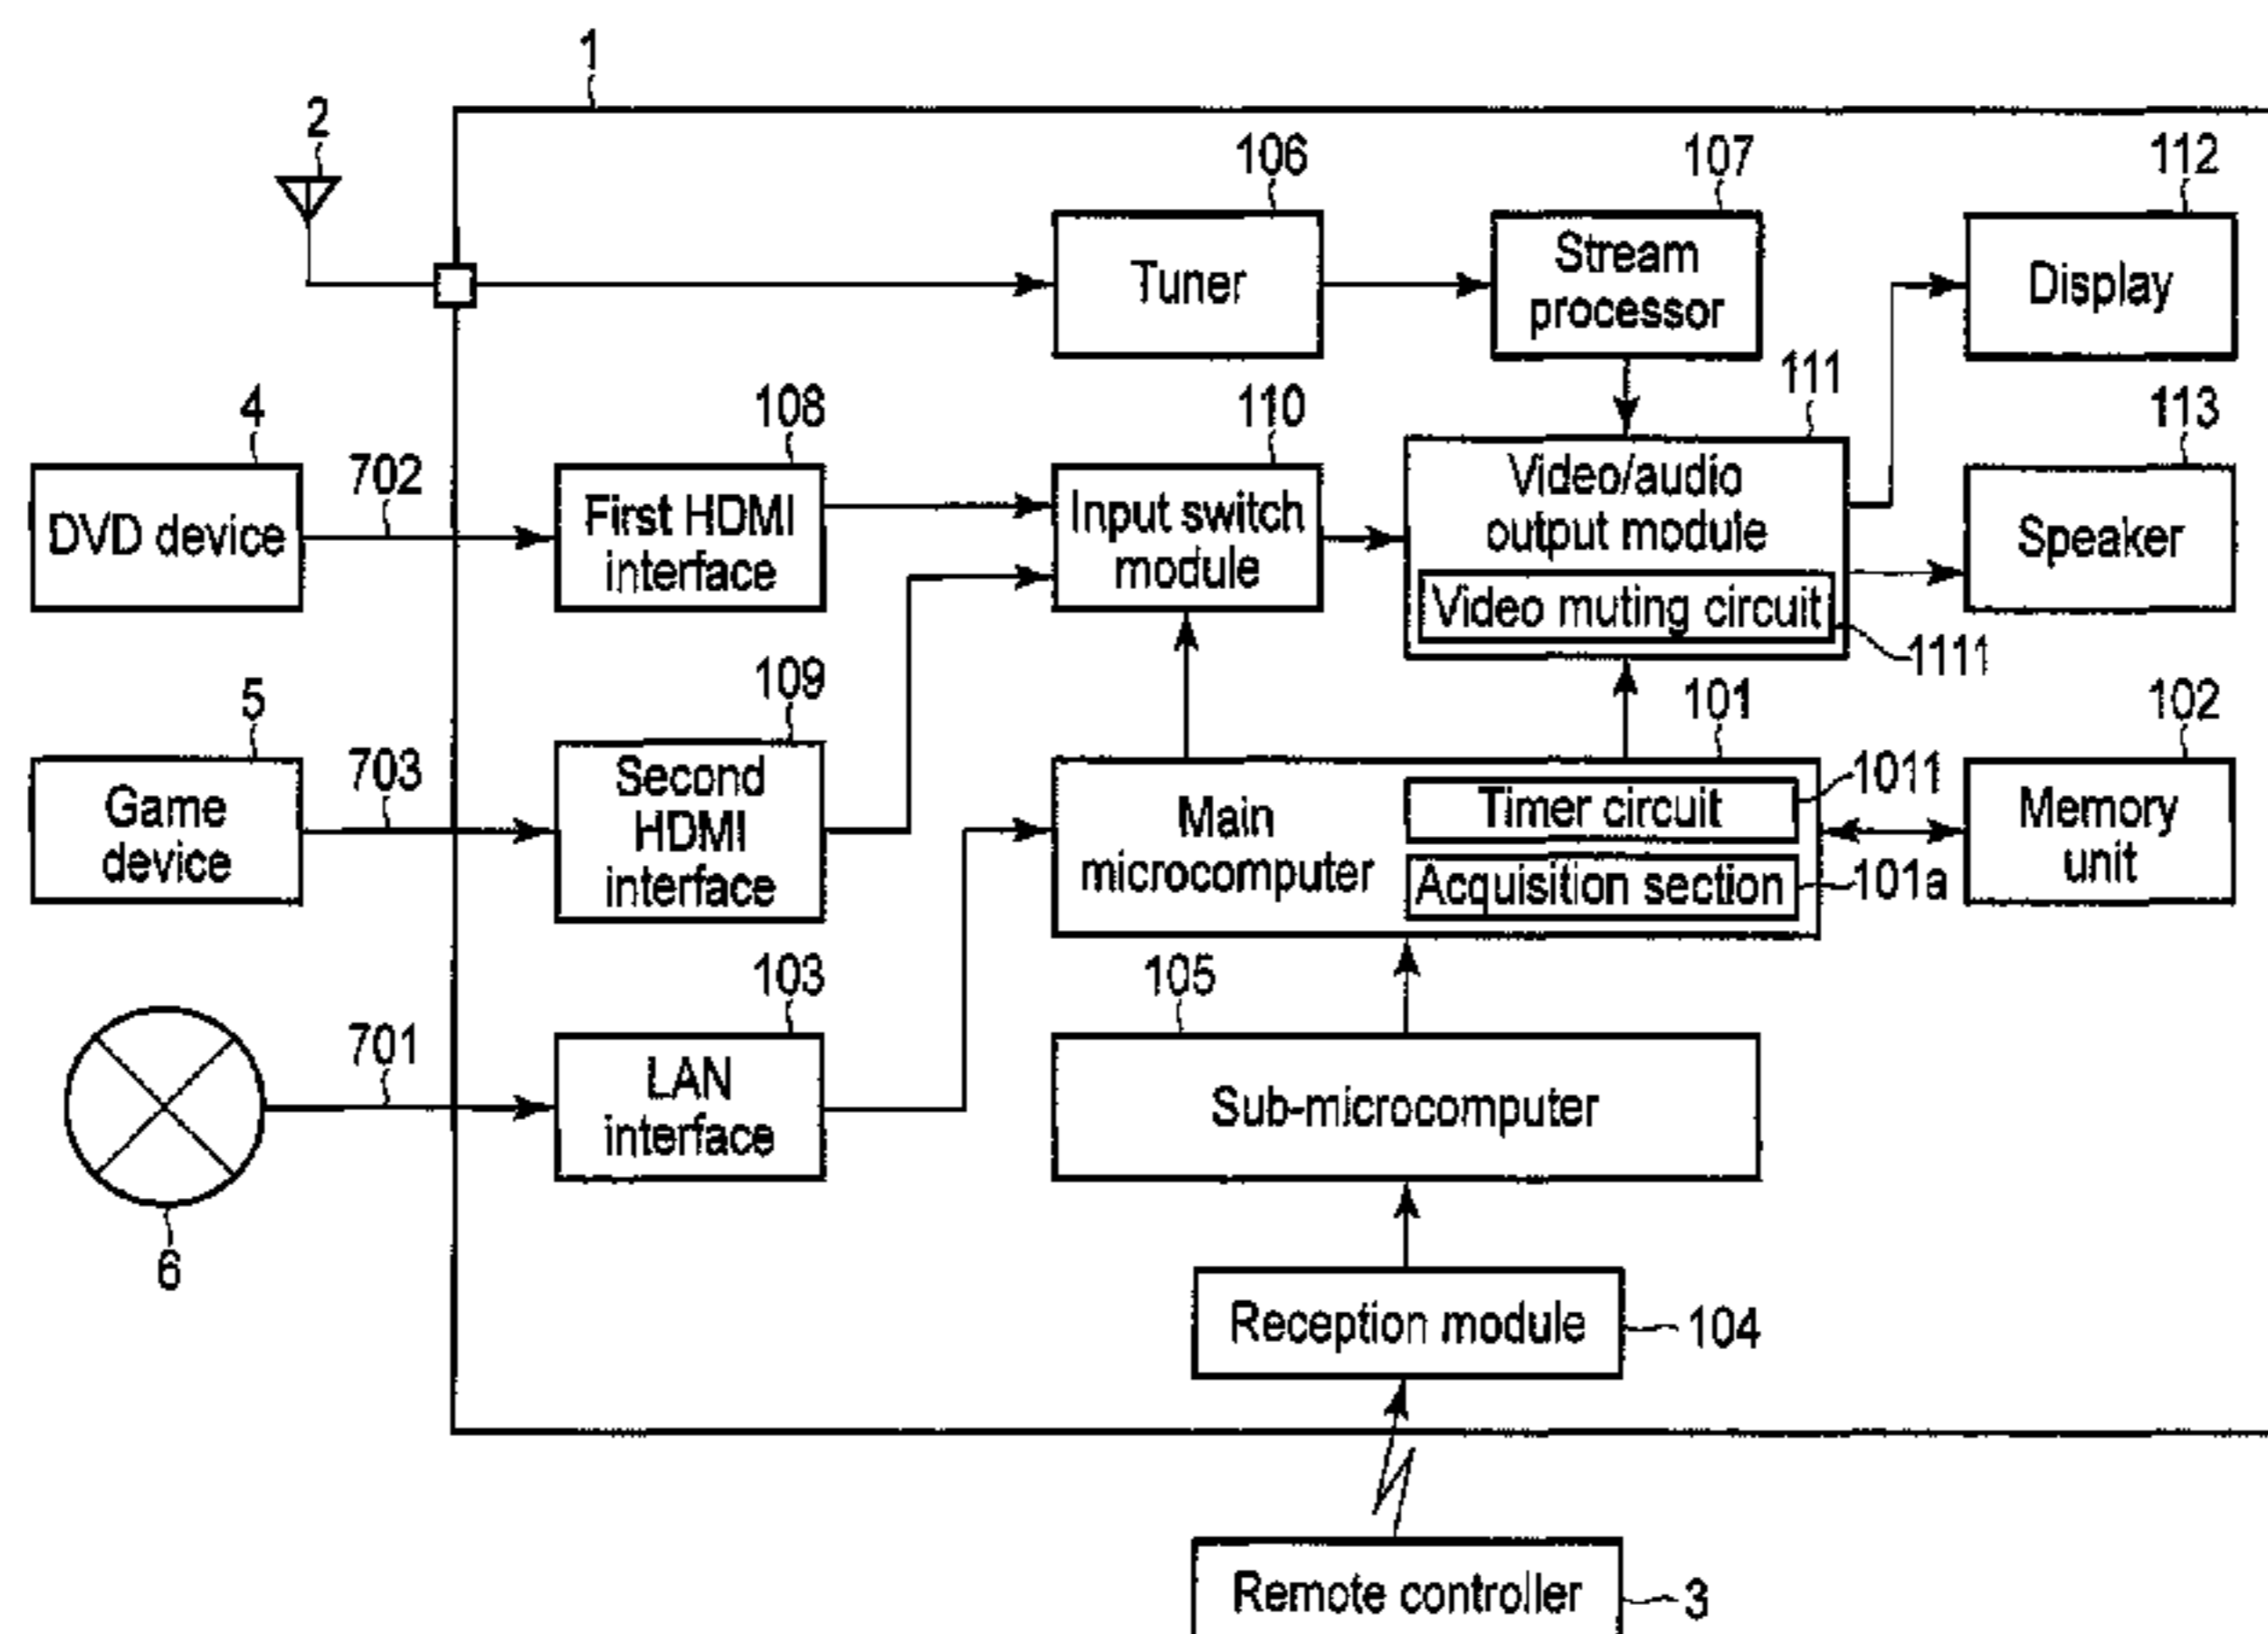 1
2
106
107
112
Tuner
Stream
processor
Display
4
108
110
111
113
702
DVD device
First HDMI
interface
Input switch
module
Video/audio
output module
Video muting circuit
1111
Speaker
5
109
101
102
703
Game
device
Second
HDMI
interface
Main
microcomputer
Timer circuit
1011
Acquisition section
101a
Memory
unit
103
105
701
6
LAN
interface
Sub-microcomputer
Reception module
104
Remote controller
3